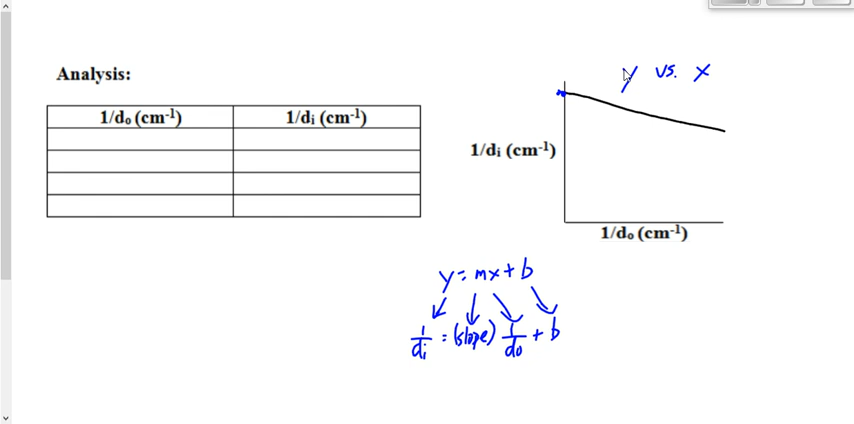 Analysis:
1/dₒ (cm⁻¹) 1/dᵢ (cm⁻¹)
y vs. x
1/dᵢ (cm⁻¹)
1/dₒ (cm⁻¹)
y = mx + b
1/di = (slope) 1/do + b